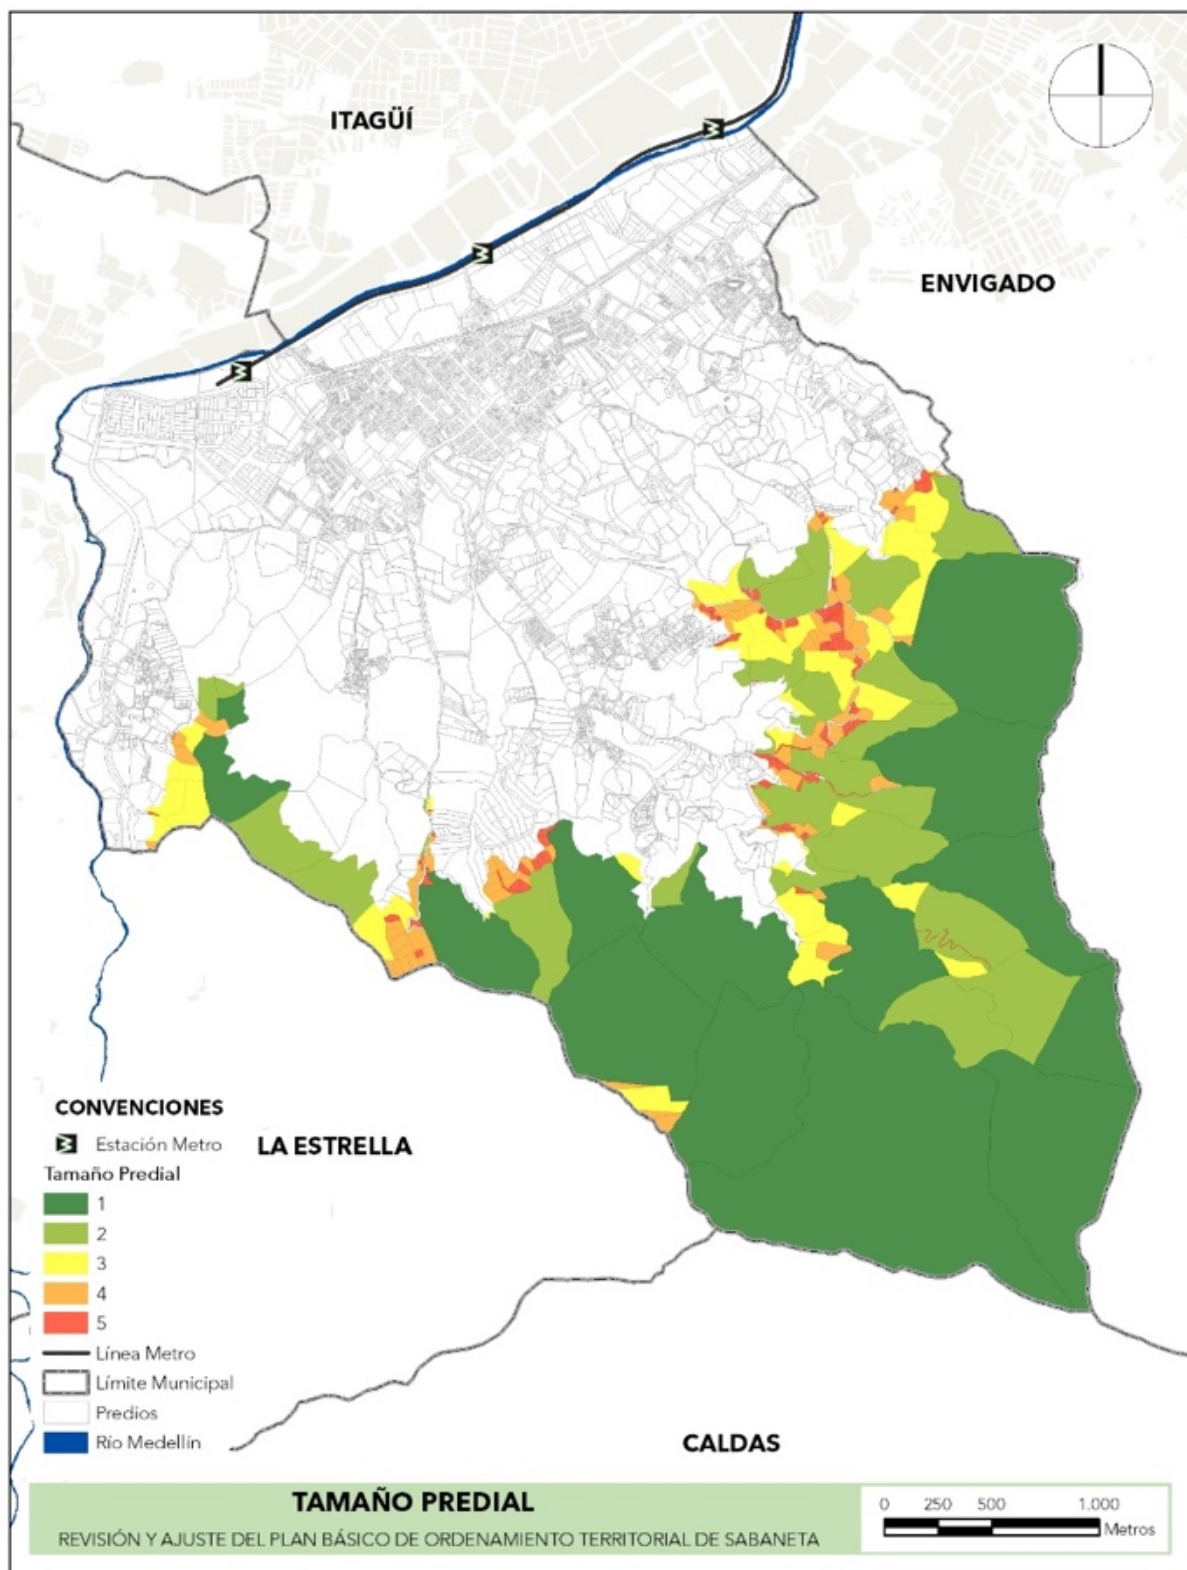 ITAGÜÍ
ENVIGADO
CONVENCIONES
Estación Metro
LA ESTRELLA
Tamaño Predial
1
2
3
4
5
Línea Metro
Límite Municipal
Predios
Río Medellín
CALDAS
TAMAÑO PREDIAL
REVISIÓN Y AJUSTE DEL PLAN BÁSICO DE ORDENAMIENTO TERRITORIAL DE SABANETA
0 250 500 1.000
Metros